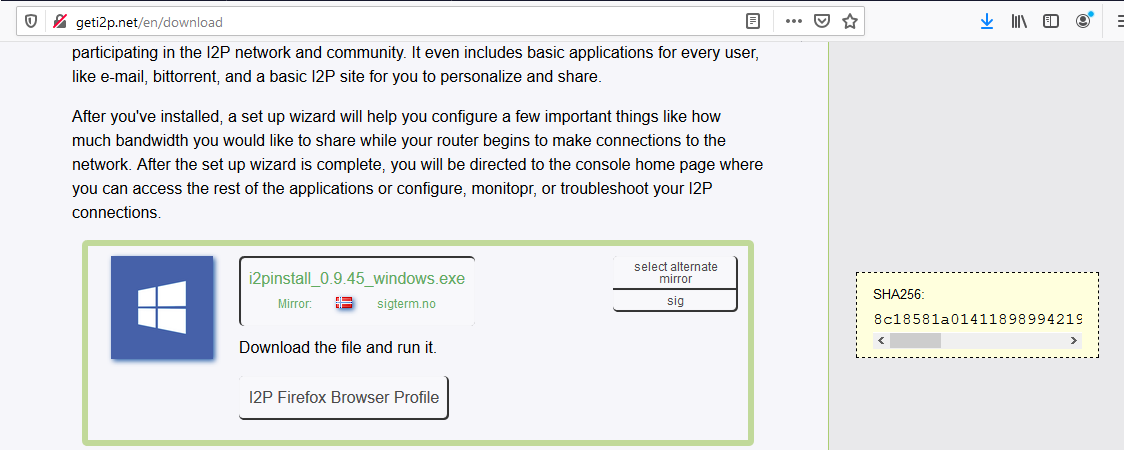 geti2p.net/en/download
participating in the I2P network and community. It even includes basic applications for every user,
like e-mail, bittorrent, and a basic I2P site for you to personalize and share.
After you've installed, a set up wizard will help you configure a few important things like how
much bandwidth you would like to share while your router begins to make connections to the
network. After the set up wizard is complete, you will be directed to the console home page where
you can access the rest of the applications or configure, monitopr, or troubleshoot your I2P
connections.
i2pinstall_0.9.45_windows.exe
Mirror: sigterm.no
select alternate
mirror
sig
Download the file and run it.
I2P Firefox Browser Profile
SHA256:
8c18581a01411898994219